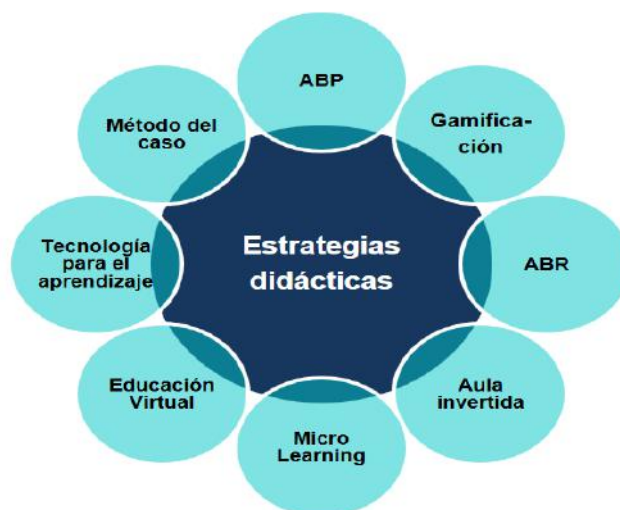 ABP
Gamifica-
ción
ABR
Aula
invertida
Micro
Learning
Educación
Virtual
Tecnología
para el
aprendizaje
Método del
caso
Estrategias
didácticas